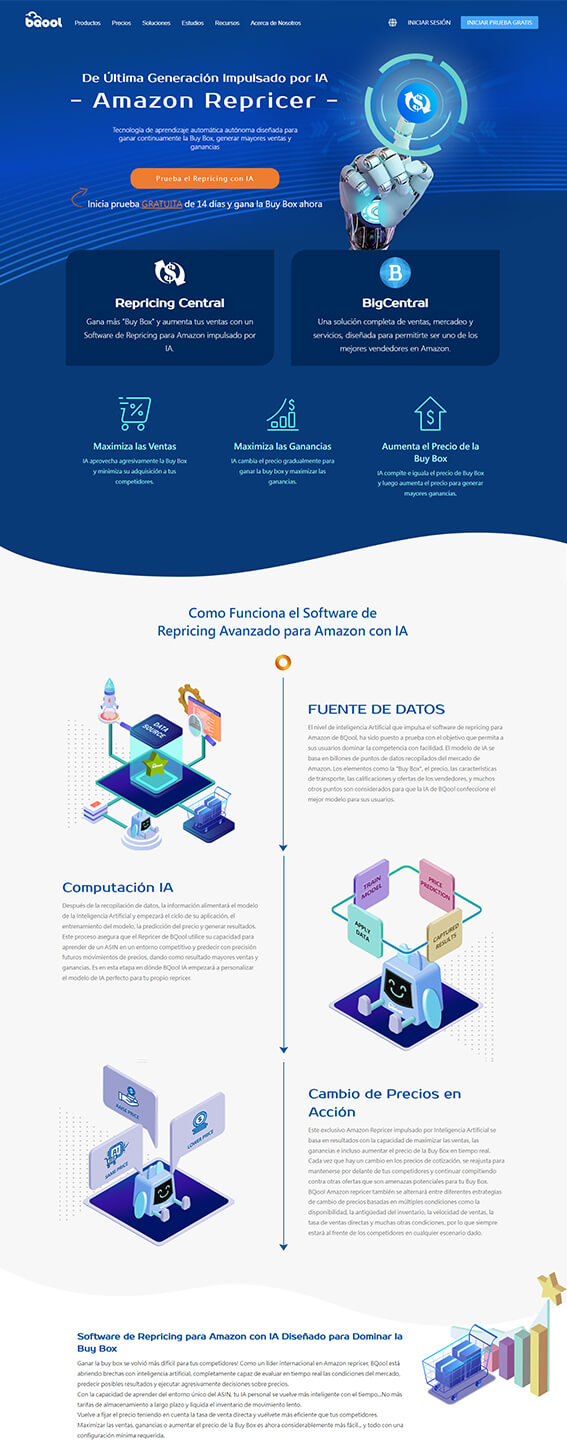 bqool
Productos Precios Soluciones Estudios Recursos Acerca de Nosotros
INICIAR SESIÓN
INICIAR PRUEBA GRATIS
De Última Generación Impulsado por IA
- Amazon Repricer -
Tecnología de aprendizaje automática autónoma diseñada para
ganar continuamente la Buy Box, generar mayores ventas y
ganancias
Prueba el Repricing con IA
Inicia prueba GRATUITA de 14 días y gana la Buy Box ahora
Repricing Central
Gana más "Buy Box" y aumenta tus ventas con un
Software de Repricing para Amazon impulsado por
IA.
BigCentral
Una solución completa de ventas, mercadeo y
servicios, diseñada para permitirte ser uno de los
mejores vendedores en Amazon.
Maximiza las Ventas
IA aprovecha agresivamente la Buy Box
y minimiza su adquisición a tus
competidores.
Maximiza las Ganancias
IA cambia el precio gradualmente para
ganar la buy box y maximizar las
ganancias.
Aumenta el Precio de la
Buy Box
IA compite e iguala el precio de Buy Box
y luego aumenta el precio para generar
mayores ganancias.
Como Funciona el Software de
Repricing Avanzado para Amazon con IA
DATA
SOURCE
FUENTE DE DATOS
El nivel de inteligencia Artificial que impulsa el software de repricing para
Amazon de BQool, ha sido puesto a prueba con el objetivo que permita a
sus usuarios dominar la competencia con facilidad. El modelo de IA se
basa en billones de puntos de datos recopilados del mercado de
Amazon. Los elementos como la "Buy Box", el precio, las características
de transporte, las calificaciones y ofertas de los vendedores, y muchos
otros puntos son considerados para que la IA de BQool confeccione el
mejor modelo para sus usuarios.
Computación IA
Después de la recopilación de datos, la información alimentará el modelo
de la Inteligencia Artificial y empezará el ciclo de su aplicación, el
entrenamiento del modelo, la predicción del precio y generar resultados.
Este proceso asegura que el Repricer de BQool utilice su capacidad para
aprender de un ASIN en un entorno competitivo y predecir con precisión
futuros movimientos de precios, dando como resultado mayores ventas y
ganancias. Es en esta etapa en dónde BQool IA empezará a personalizar
el modelo de IA perfecto para tu propio repricer.
TRAIN
MODEL
PRICE
PREDICTION
APPLY
DATA
CAPTURED
RESULTS
RAISE PRICE
LOWER PRICE
AI
SAME PRICE
Cambio de Precios en
Acción
Este exclusivo Amazon Repricer impulsado por Inteligencia Artificial se
basa en resultados con la capacidad de maximizar las ventas, las
ganancias e incluso aumentar el precio de la Buy Box en tiempo real.
Cada vez que hay un cambio en los precios de cotización, se reajusta para
mantenerse por delante de tus competidores y continuar compitiendo
contra otras ofertas que son amenazas potenciales para tu Buy Box.
BQool Amazon repricer también se alternará entre diferentes estrategias
de cambio de precios basadas en múltiples condiciones como la
disponibilidad, la antigüedad del inventario, la velocidad de ventas, la
tasa de ventas directas y muchas otras condiciones, por lo que siempre
estará al frente de los competidores en cualquier escenario dado.
Software de Repricing para Amazon con IA Diseñado para Dominar la
Buy Box
Ganar la buy box se volvió más difícil para tus competidores! Como un líder internacional en Amazon repricer, BQool está
abriendo brechas con inteligencia artificial, completamente capaz de evaluar en tiempo real las condiciones del mercado,
predecir posibles resultados y ejecutar agresivamente decisiones sobre precios.
Con la capacidad de aprender del entorno único del ASIN, tu IA personal se vuelve más inteligente con el tiempo...No más
tarifas de almacenamiento a largo plazo y liquida el inventario de movimiento lento.
Vuelve a fijar el precio teniendo en cuenta la tasa de venta directa y vuélvete más eficiente que tus competidores.
Maximizar las ventas, ganancias o aumentar el precio de la Buy Box es ahora considerablemente más fácil... y todo con una
configuración mínima requerida.